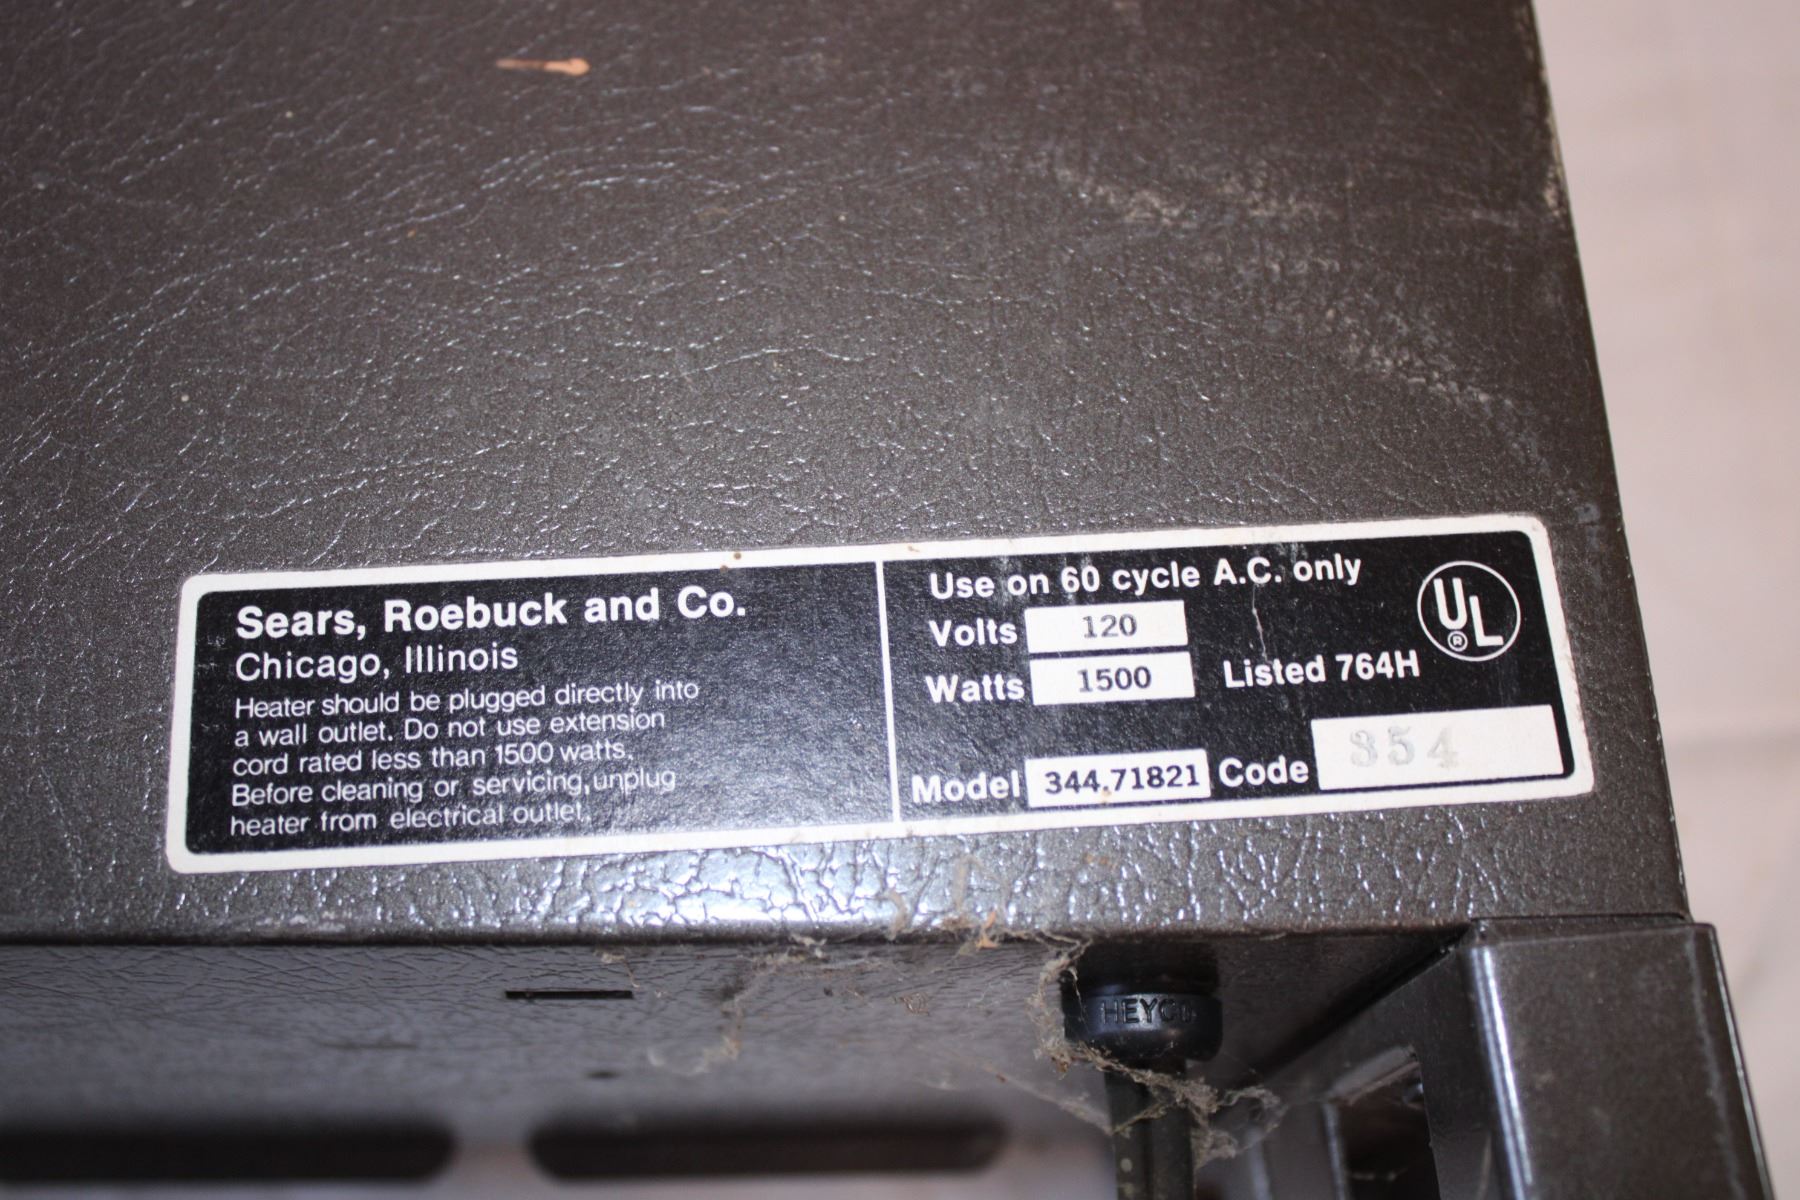 Sears, Roebuck and Co.
Chicago, Illinois
Heater should be plugged directly into
a wall outlet. Do not use extension
cord rated less than 1500 watts.
Before cleaning or servicing, unplug
heater from electrical outlet.
Use on 60 cycle A.C. only
Volts 120
Watts 1500
Listed 764H
UL
®
Model 344.71821 Code 354
HEYCO